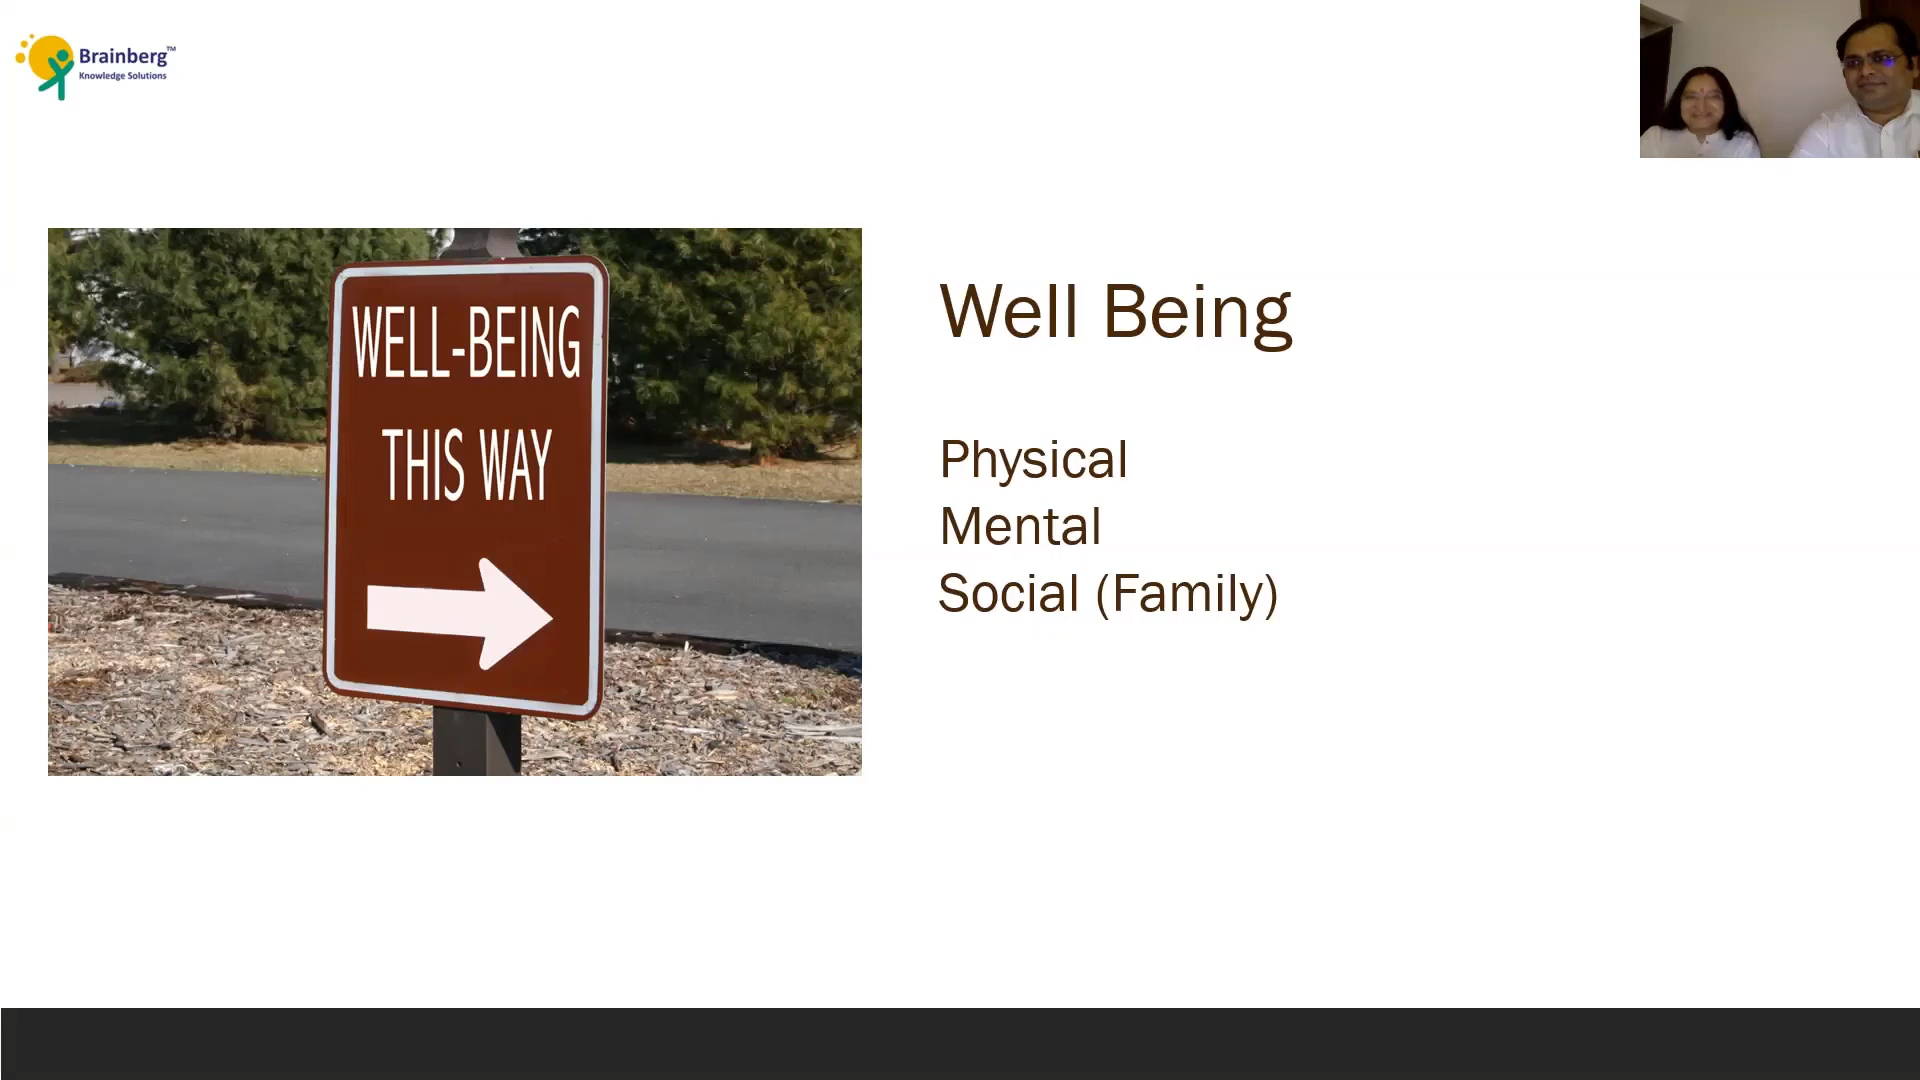 Brainberg™
Knowledge Solutions
WELL-BEING
THIS WAY
Well Being
Physical
Mental
Social (Family)